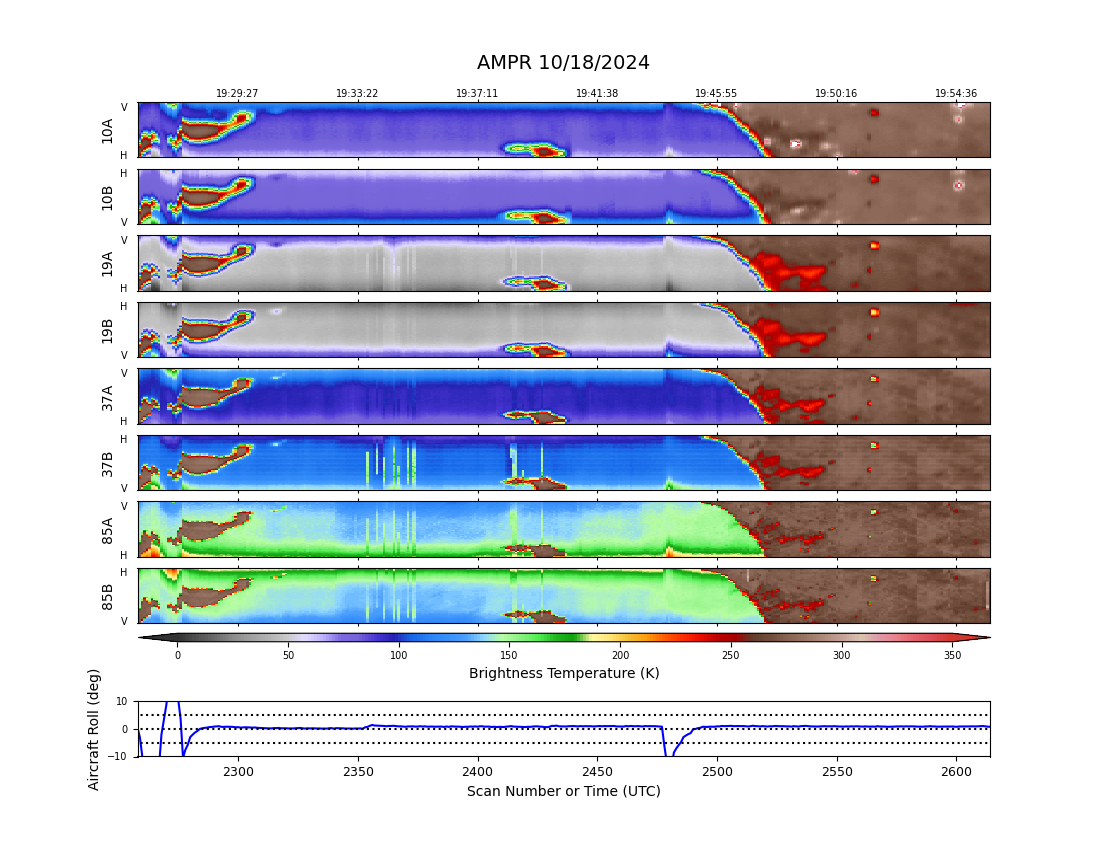 AMPR 10/18/2024
19:29:27 19:33:22 19:37:11 19:41:38 19:45:55 19:50:16 19:54:36
V
10A
H
H
10B
V
V
19A
H
H
19B
V
V
37A
H
H
37B
V
V
85A
H
H
85B
V
0 50 100 150 200 250 300 350
Brightness Temperature (K)
Aircraft Roll (deg)
10
0
−10
2300 2350 2400 2450 2500 2550 2600
Scan Number or Time (UTC)